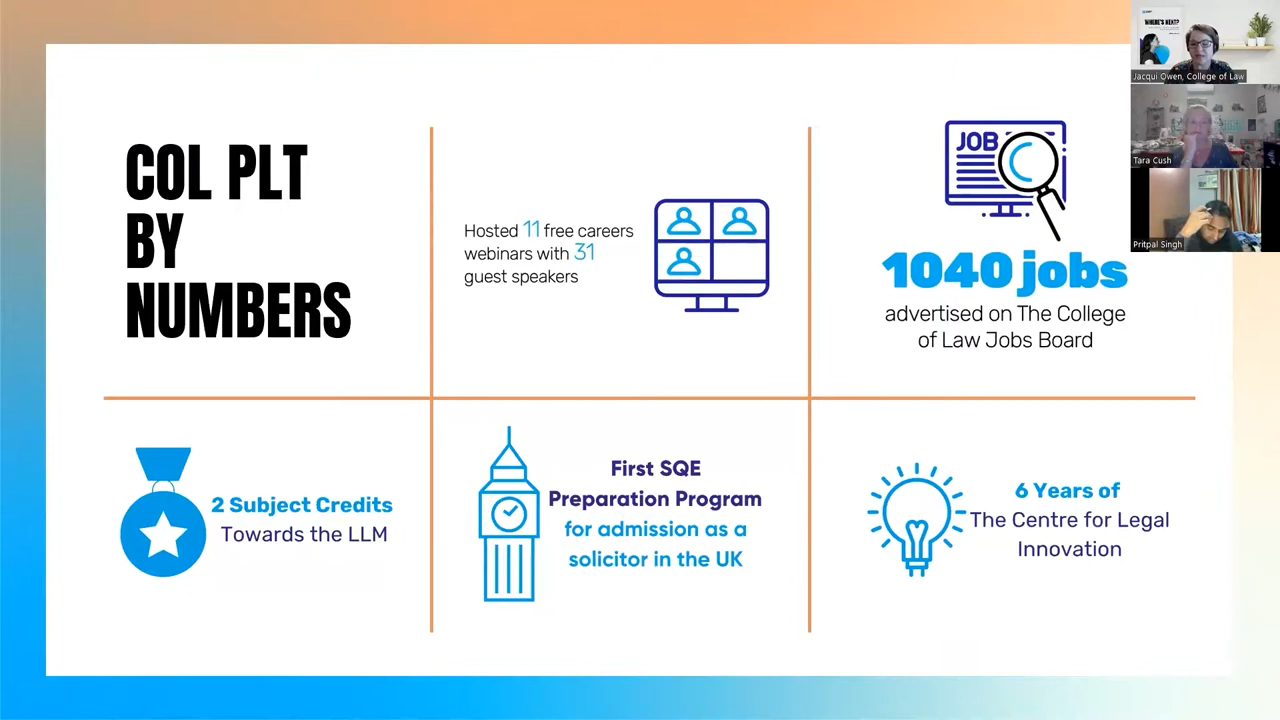 COL PLT
BY
NUMBERS
Hosted 11 free careers
webinars with 31
guest speakers
JOB
1040 jobs
advertised on The College
of Law Jobs Board
2 Subject Credits
Towards the LLM
First SQE
Preparation Program
for admission as a
solicitor in the UK
6 Years of
The Centre for Legal
Innovation
WHERE'S NEXT?
Jacqui Owen, College of Law
Tara Cush
Pritpal Singh